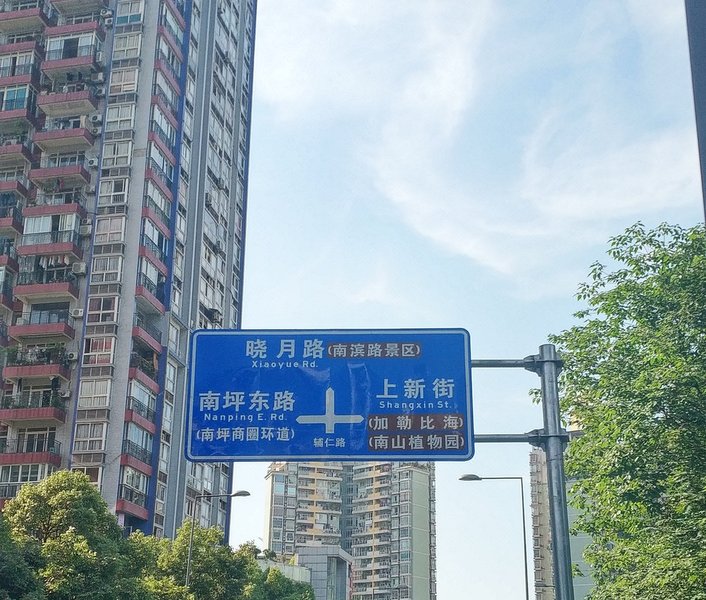 晓月路(南滨路景区)
Xiaoyue Rd.
南坪东路
Nanping E. Rd.
(南坪商圈环道)
辅仁路
上新街
Shangxin St.
(加勒比海)
(南山植物园)